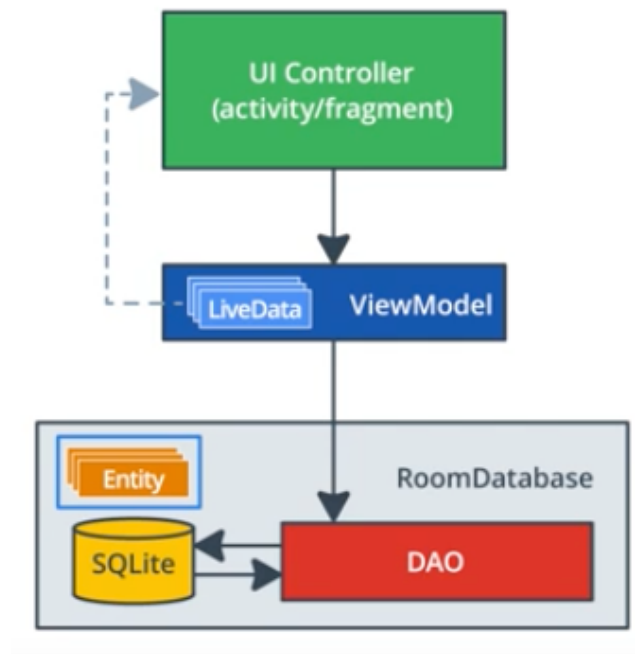 UI Controller
(activity/fragment)
LiveData
ViewModel
Entity
RoomDatabase
SQLite
DAO